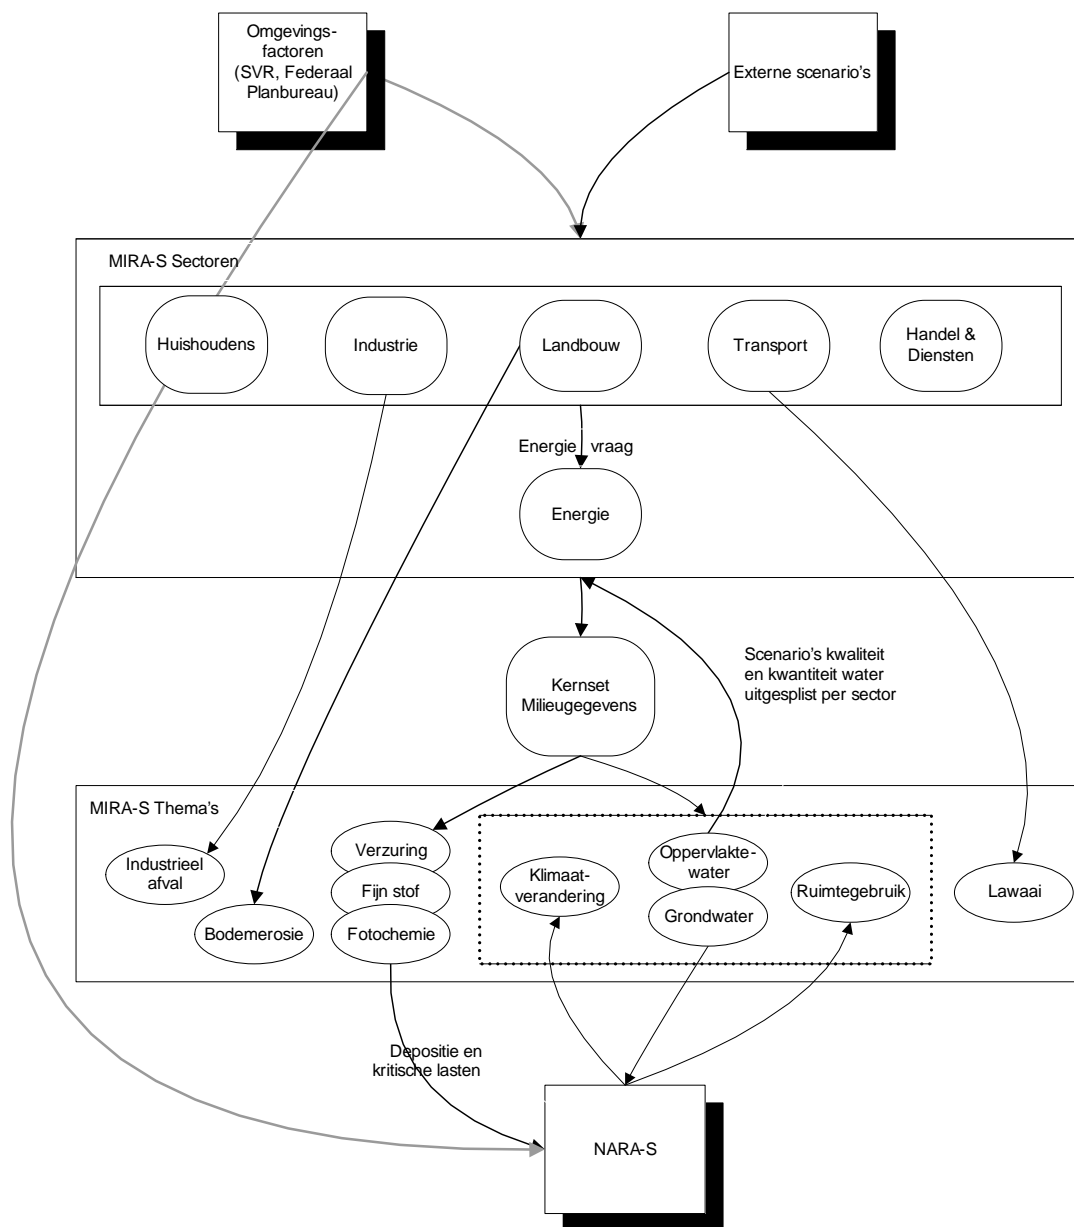 Omgevings-
factoren
(SVR, Federaal
Planbureau)
Externe scenario's
MIRA-S Sectoren
Huishoudens
Industrie
Landbouw
Transport
Handel &
Diensten
Energie vraag
Energie
Kernset
Milieugegevens
Scenario's kwaliteit
en kwantiteit water
uitgesplist per sector
MIRA-S Thema's
Industrieel
afval
Bodemerosie
Verzuring
Fijn stof
Fotochemie
Klimaat-
verandering
Oppervlakte-
water
Grondwater
Ruimtegebruik
Lawaai
Depositie en
kritische lasten
NARA-S